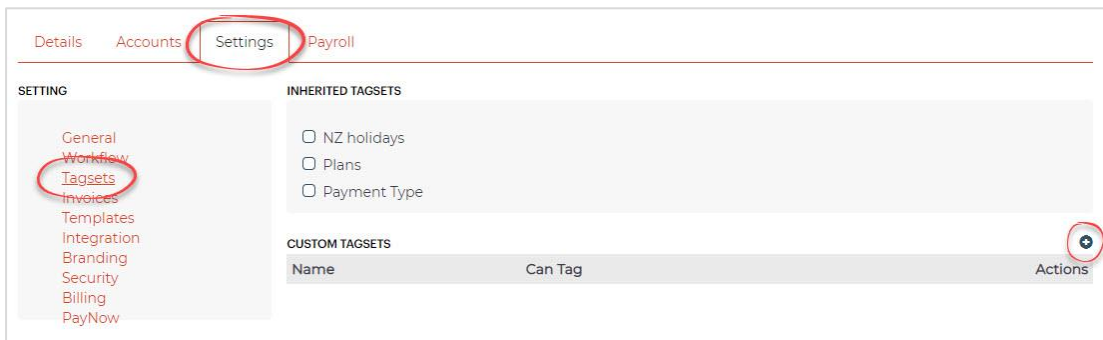 Details Accounts Settings Payroll
SETTING
General
Workflow
Tagsets
Invoices
Templates
Integration
Branding
Security
Billing
PayNow
INHERITED TAGSETS
NZ holidays
Plans
Payment Type
CUSTOM TAGSETS
Name Can Tag Actions